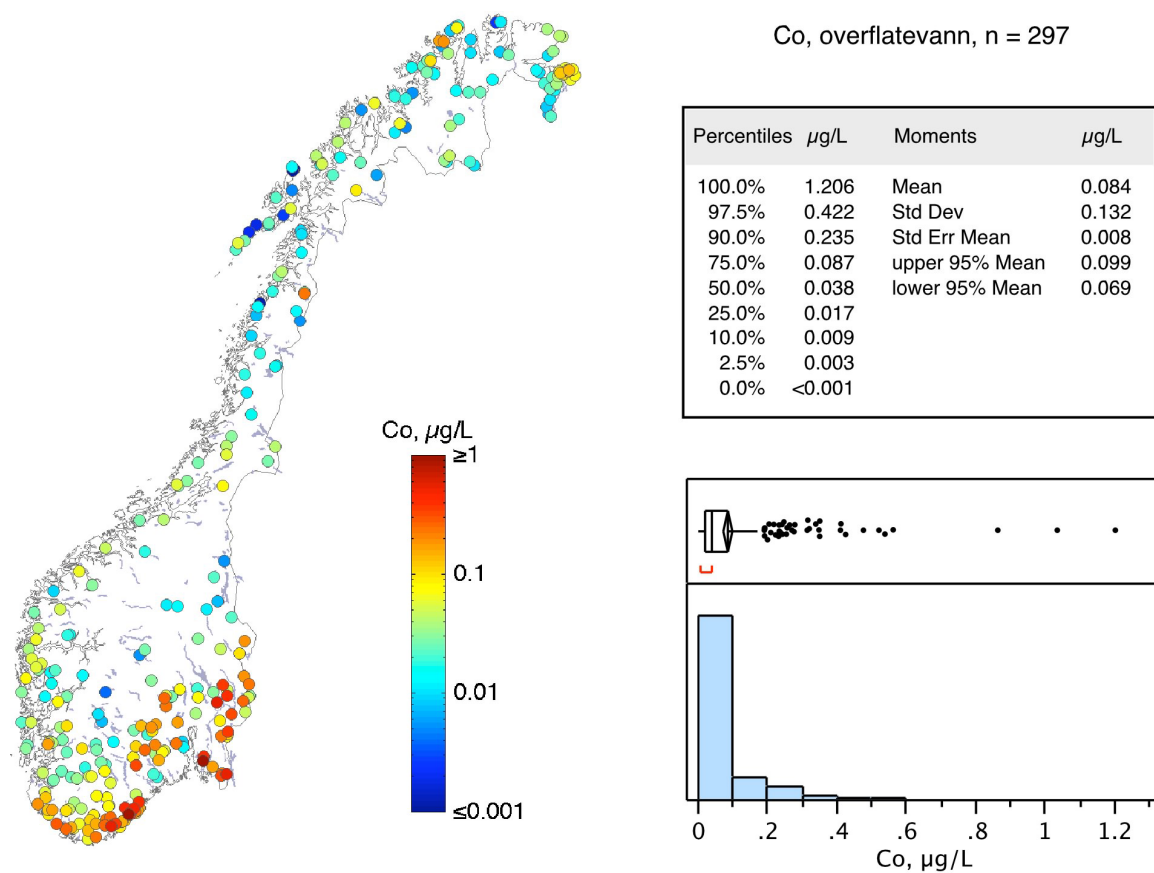 Co, overflatevann, n = 297
Percentiles µg/L Moments µg/L
100.0% 1.206 Mean 0.084
97.5% 0.422 Std Dev 0.132
90.0% 0.235 Std Err Mean 0.008
75.0% 0.087 upper 95% Mean 0.099
50.0% 0.038 lower 95% Mean 0.069
25.0% 0.017
10.0% 0.009
2.5% 0.003
0.0% <0.001
Co, µg/L
≥1
0.1
0.01
≤0.001
0 .2 .4 .6 .8 1 1.2
Co, µg/L